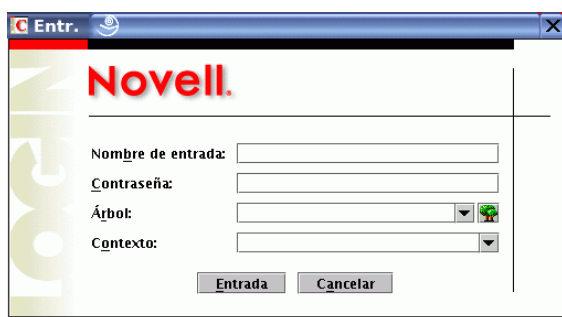 C Entr.
LOGIN
Novell.
Nombre de entrada:
Contraseña:
Árbol:
Contexto:
Entrada Cancelar